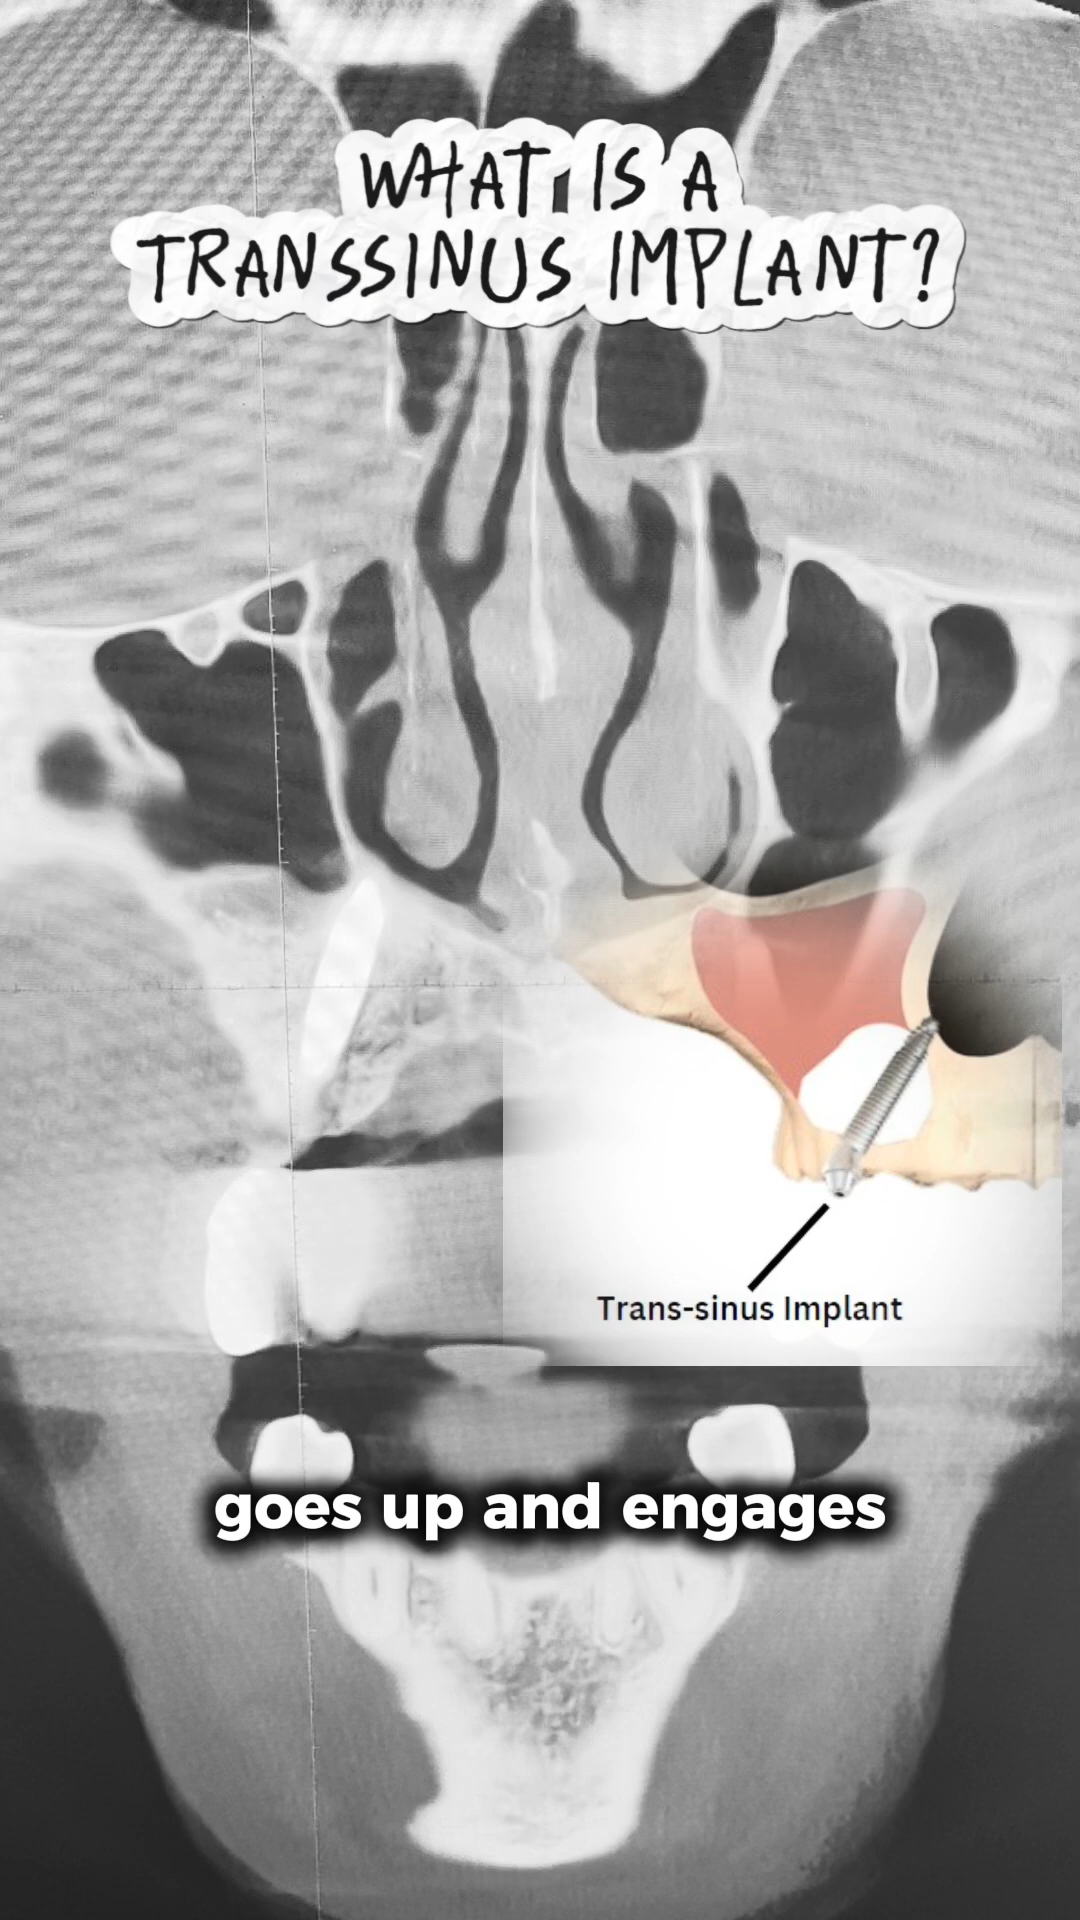 WHAT IS A
TRANSSINUS IMPLANT?
Trans-sinus Implant
goes up and engages